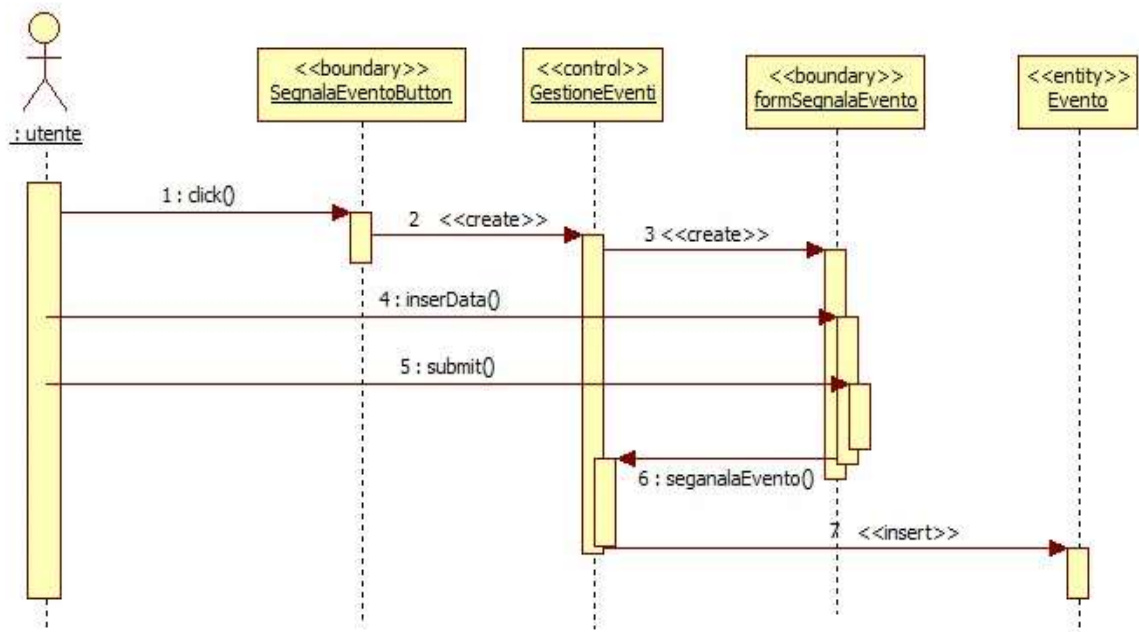 <<boundary>>
SegnalaEventoButton
<<control>>
GestioneEventi
<<boundary>>
formSegnalaEvento
<<entity>>
Evento
: utente
1 : click()
2 <<create>>
3 <<create>>
4 : inserData()
5 : submit()
6 : seganalaEvento()
7 <<insert>>